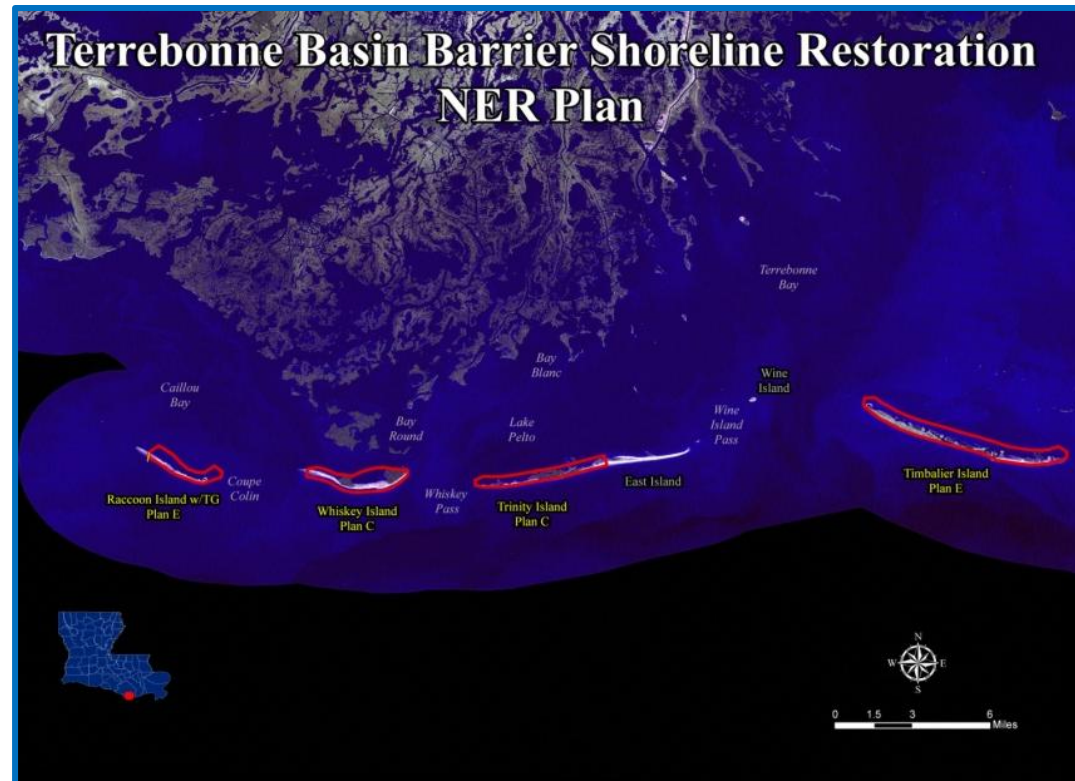 Terrebonne Basin Barrier Shoreline Restoration
NER Plan
Terrebonne
Bay
Bay
Blanc
Wine
Island
Caillou
Bay
Bay
Round
Lake
Pelto
Wine
Island
Pass
Raccoon Island w/TG
Plan E
Coupe
Colin
Whiskey Island
Plan C
Whiskey
Pass
Trinity Island
Plan C
East Island
Timbalier Island
Plan E
N
W E
S
0 1.5 3 6
Miles